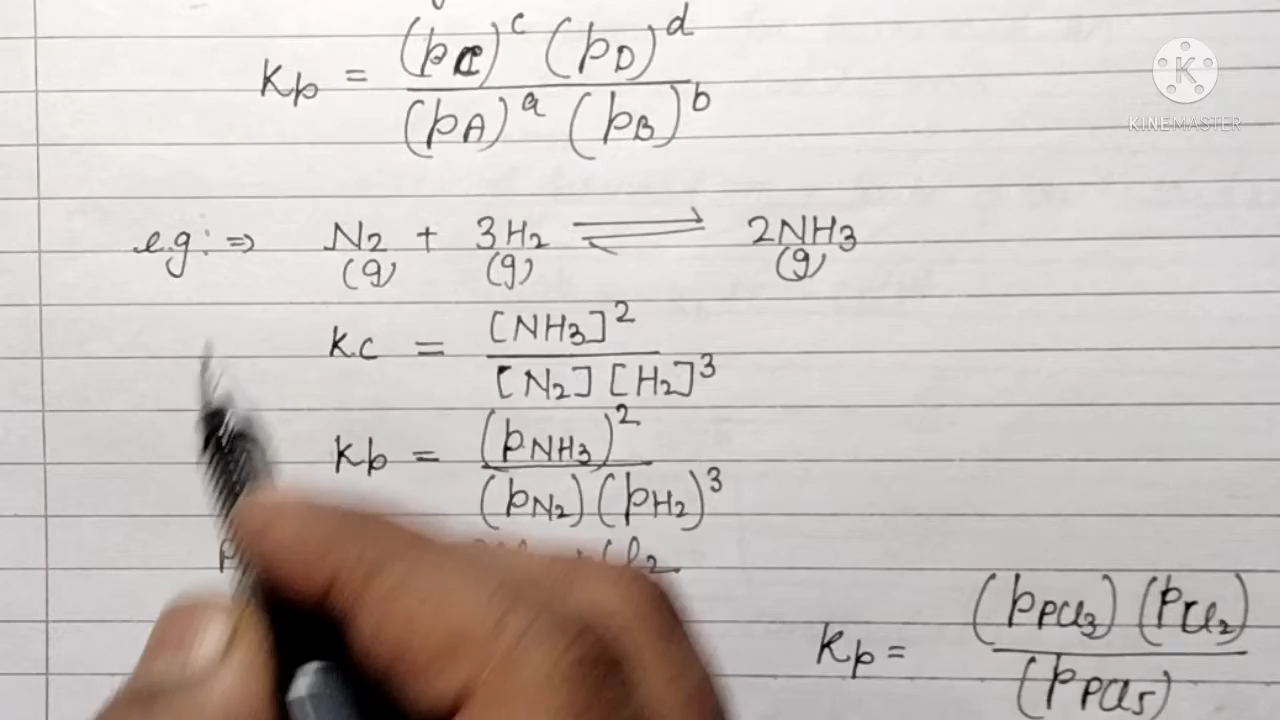 Kp = (pC)^c (pD)^d / (pA)^a (pB)^b
KINEMASTER
e.g:⇒ N2 + 3H2 ⇌ 2NH3
(g) (g) (g)
Kc = [NH3]^2 / [N2] [H2]^3
Kp = (pNH3)^2 / (pN2) (pH2)^3
+ Cl2
Kp = (pPCl3) (pCl2) / (pPCl5)